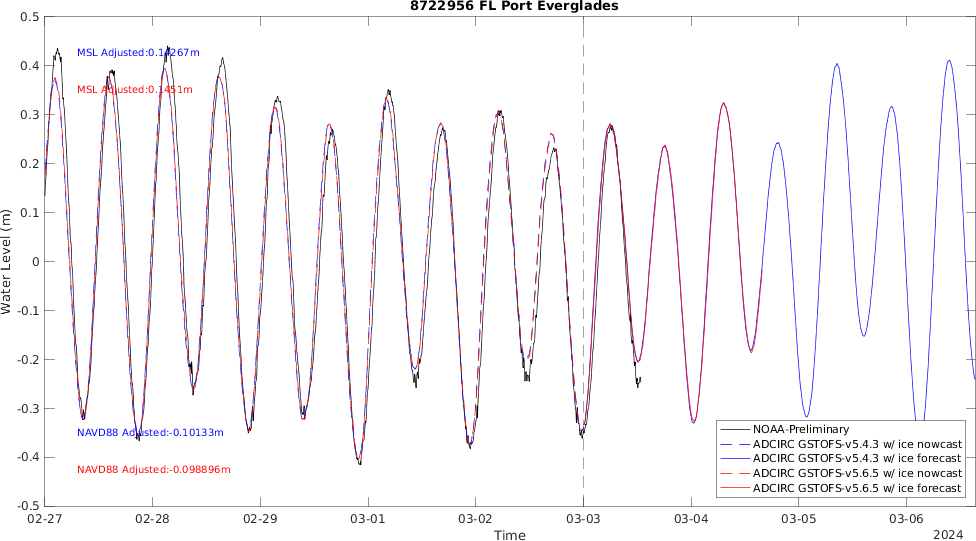 8722956 FL Port Everglades
0.5
0.4
0.3
0.2
0.1
0
-0.1
-0.2
-0.3
-0.4
-0.5
Water Level (m)
MSL Adjusted:0.14267m
MSL Adjusted:0.1451m
NAVD88 Adjusted:-0.10133m
NAVD88 Adjusted:-0.098896m
NOAA-Preliminary
ADCIRC GSTOFS-v5.4.3 w/ ice nowcast
ADCIRC GSTOFS-v5.4.3 w/ ice forecast
ADCIRC GSTOFS-v5.6.5 w/ ice nowcast
ADCIRC GSTOFS-v5.6.5 w/ ice forecast
02-27 02-28 02-29 03-01 03-02 03-03 03-04 03-05 03-06
Time
2024